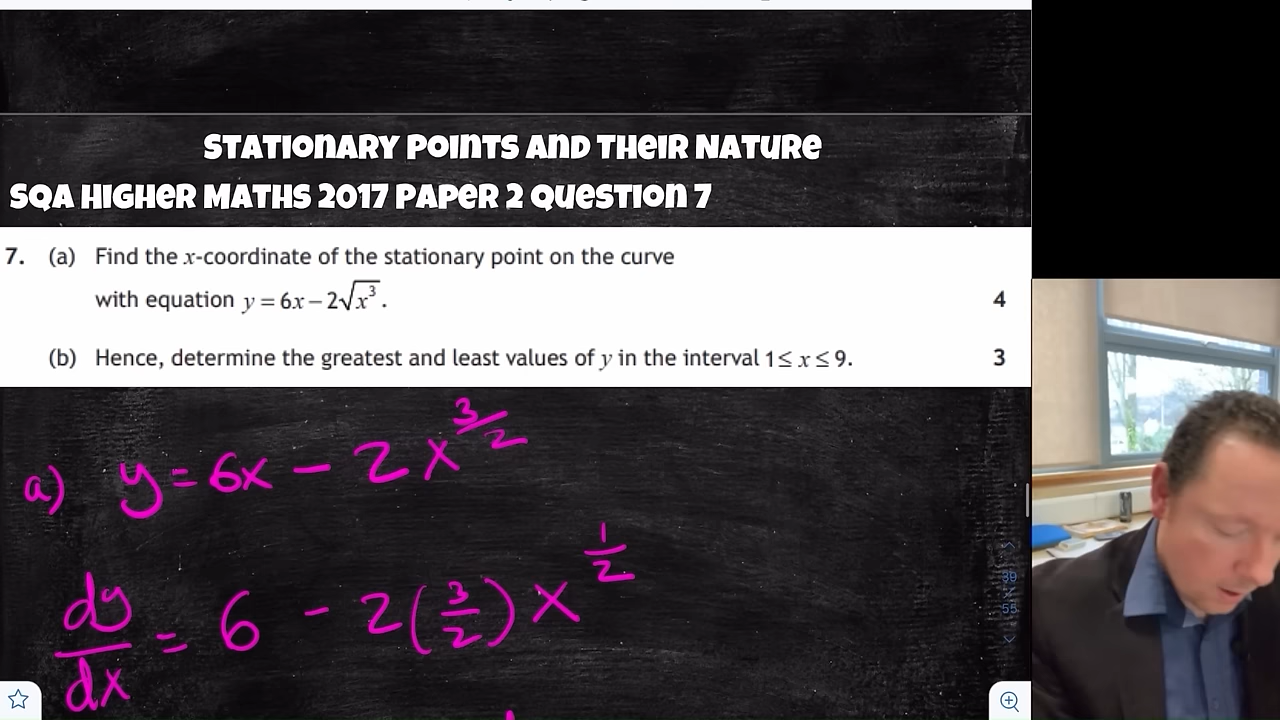 STATIONARY POINTS AND THEIR NATURE
SQA HIGHER MATHS 2017 PAPER 2 QUESTION 7
7. (a) Find the x-coordinate of the stationary point on the curve
with equation y = 6x – 2√x³. 4
(b) Hence, determine the greatest and least values of y in the interval 1 ≤ x ≤ 9. 3
a) y = 6x – 2x^(3/2)
dy/dx = 6 – 2(3/2)x^(1/2)
39
55